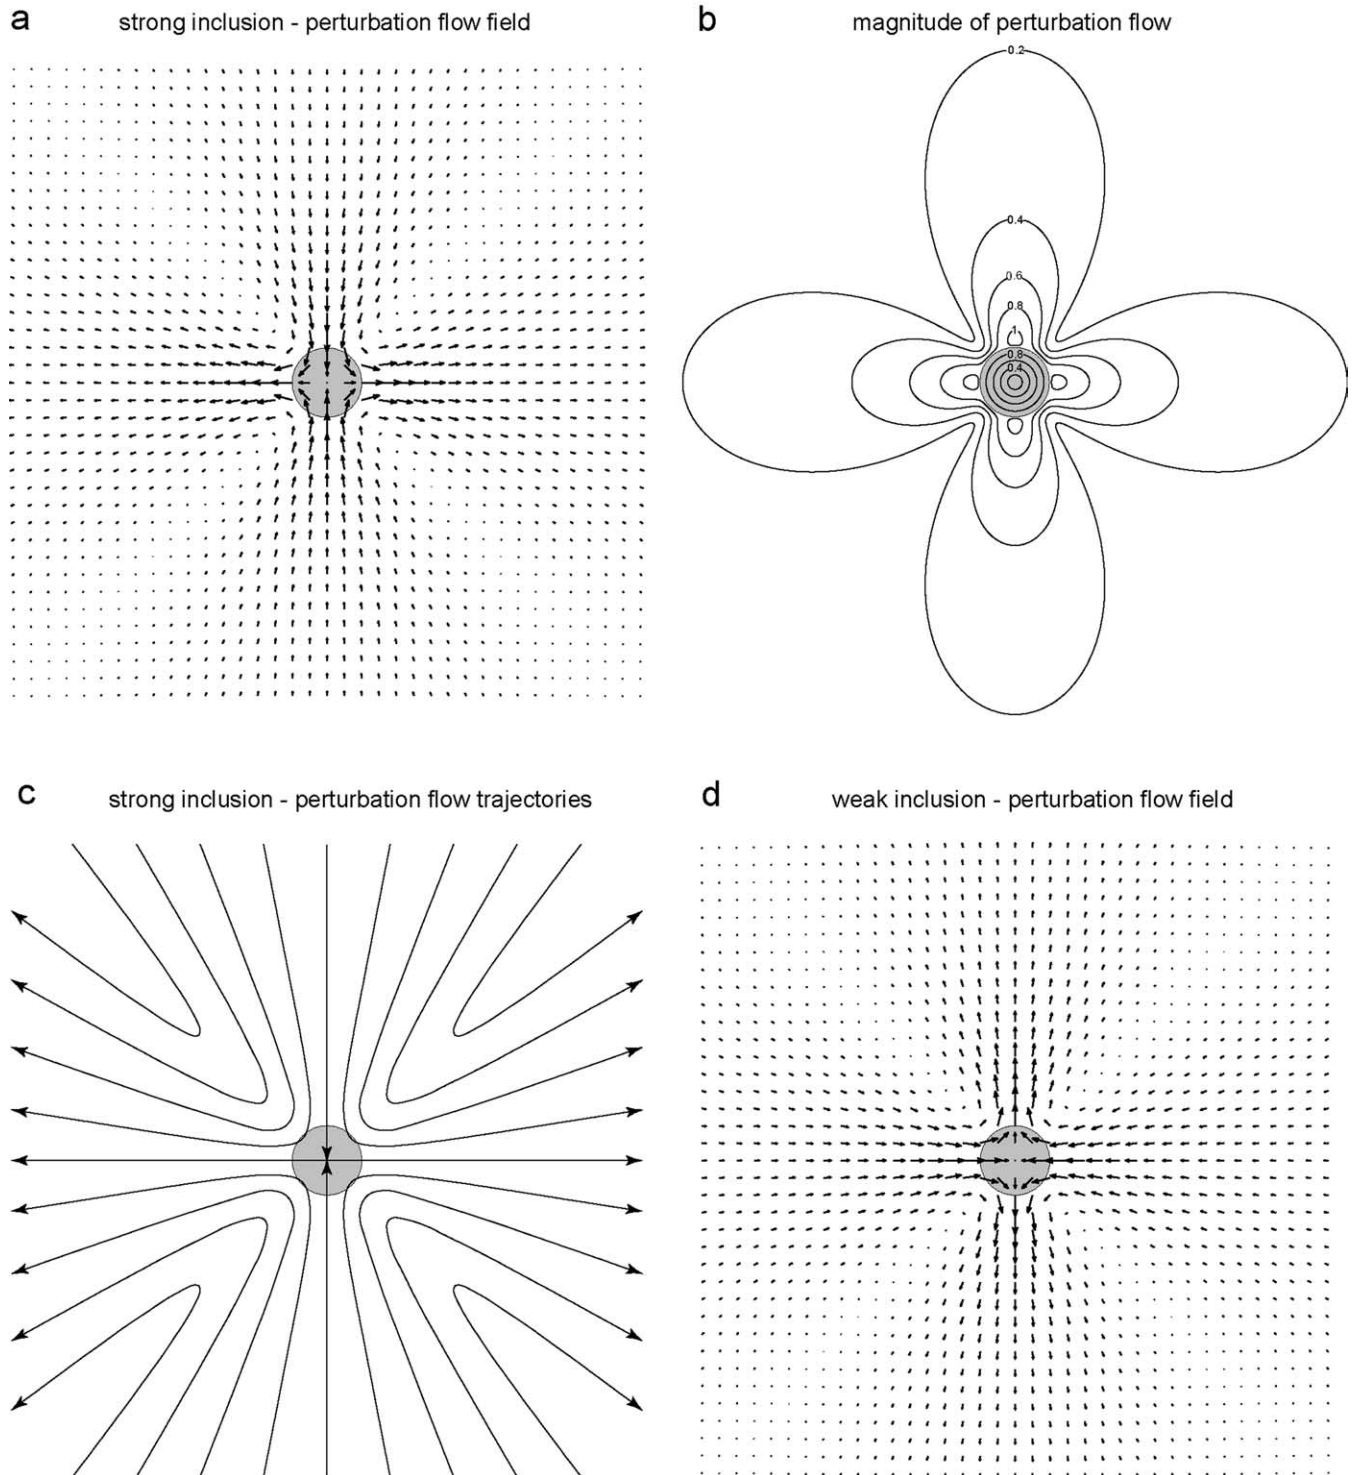 a strong inclusion - perturbation flow field
b magnitude of perturbation flow
0.2
0.4
0.6
0.8
1
0.8
0.4
c strong inclusion - perturbation flow trajectories
d weak inclusion - perturbation flow field